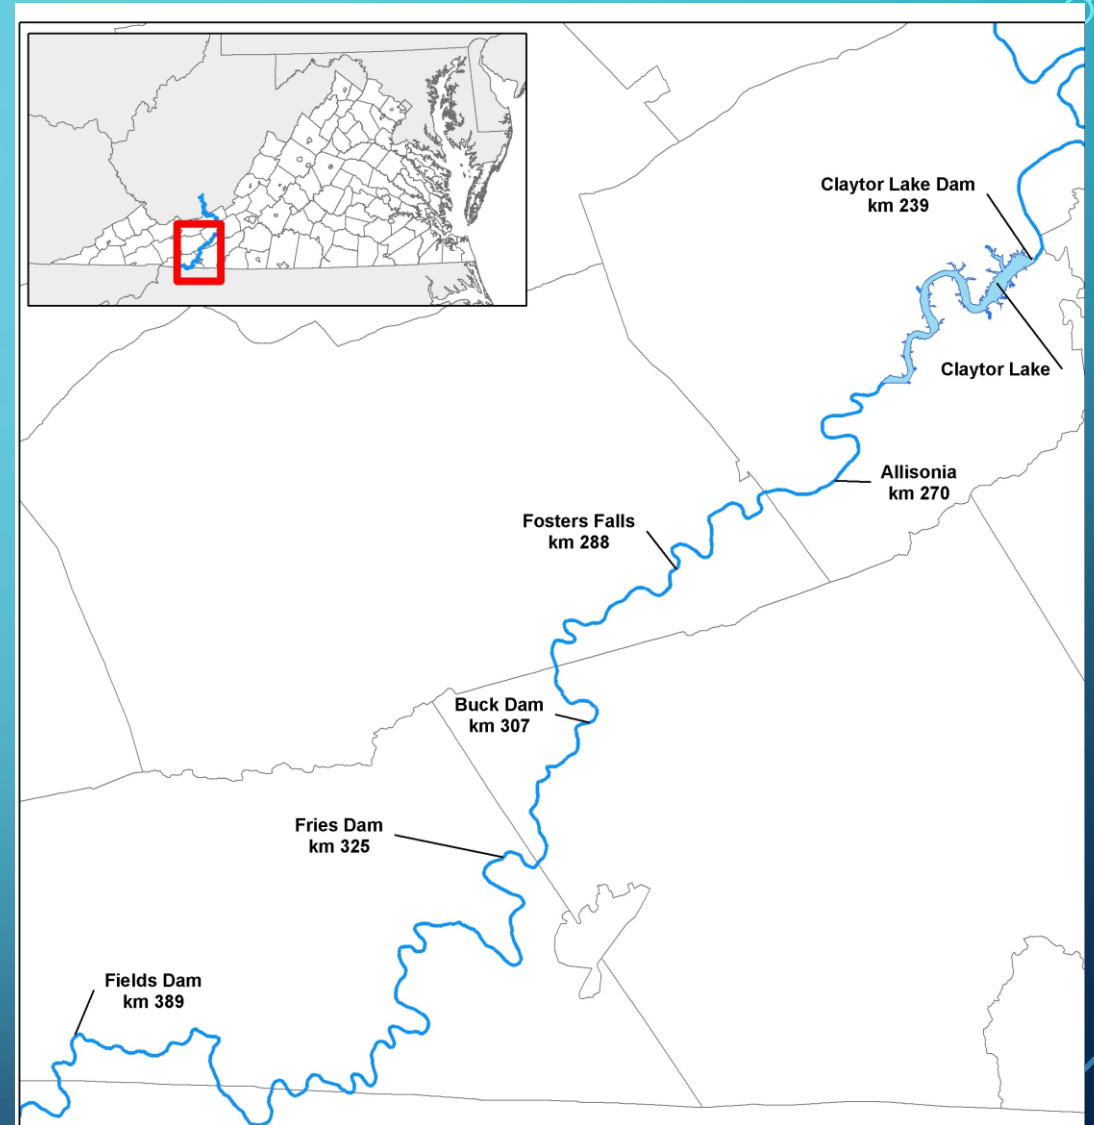 Claytor Lake Dam
km 239
Claytor Lake
Allisonia
km 270
Fosters Falls
km 288
Buck Dam
km 307
Fries Dam
km 325
Fields Dam
km 389